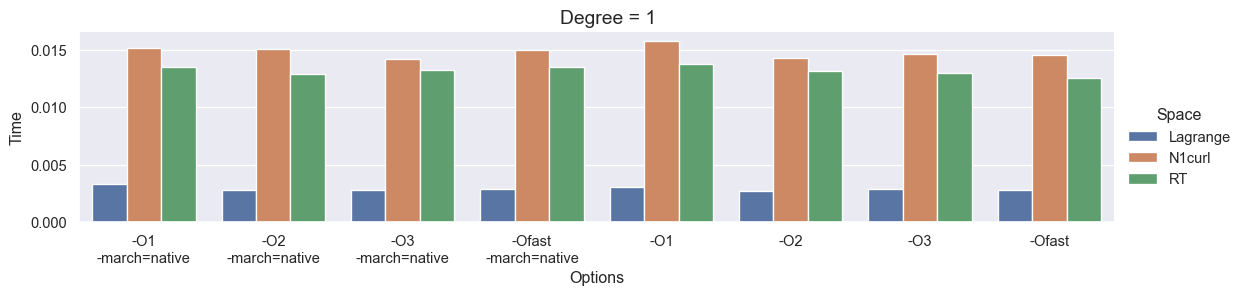 Degree = 1
Time
0.015
0.010
0.005
0.000
-O1
-march=native
-O2
-march=native
-O3
-march=native
-Ofast
-march=native
-O1
-O2
-O3
-Ofast
Options
Space
Lagrange
N1curl
RT